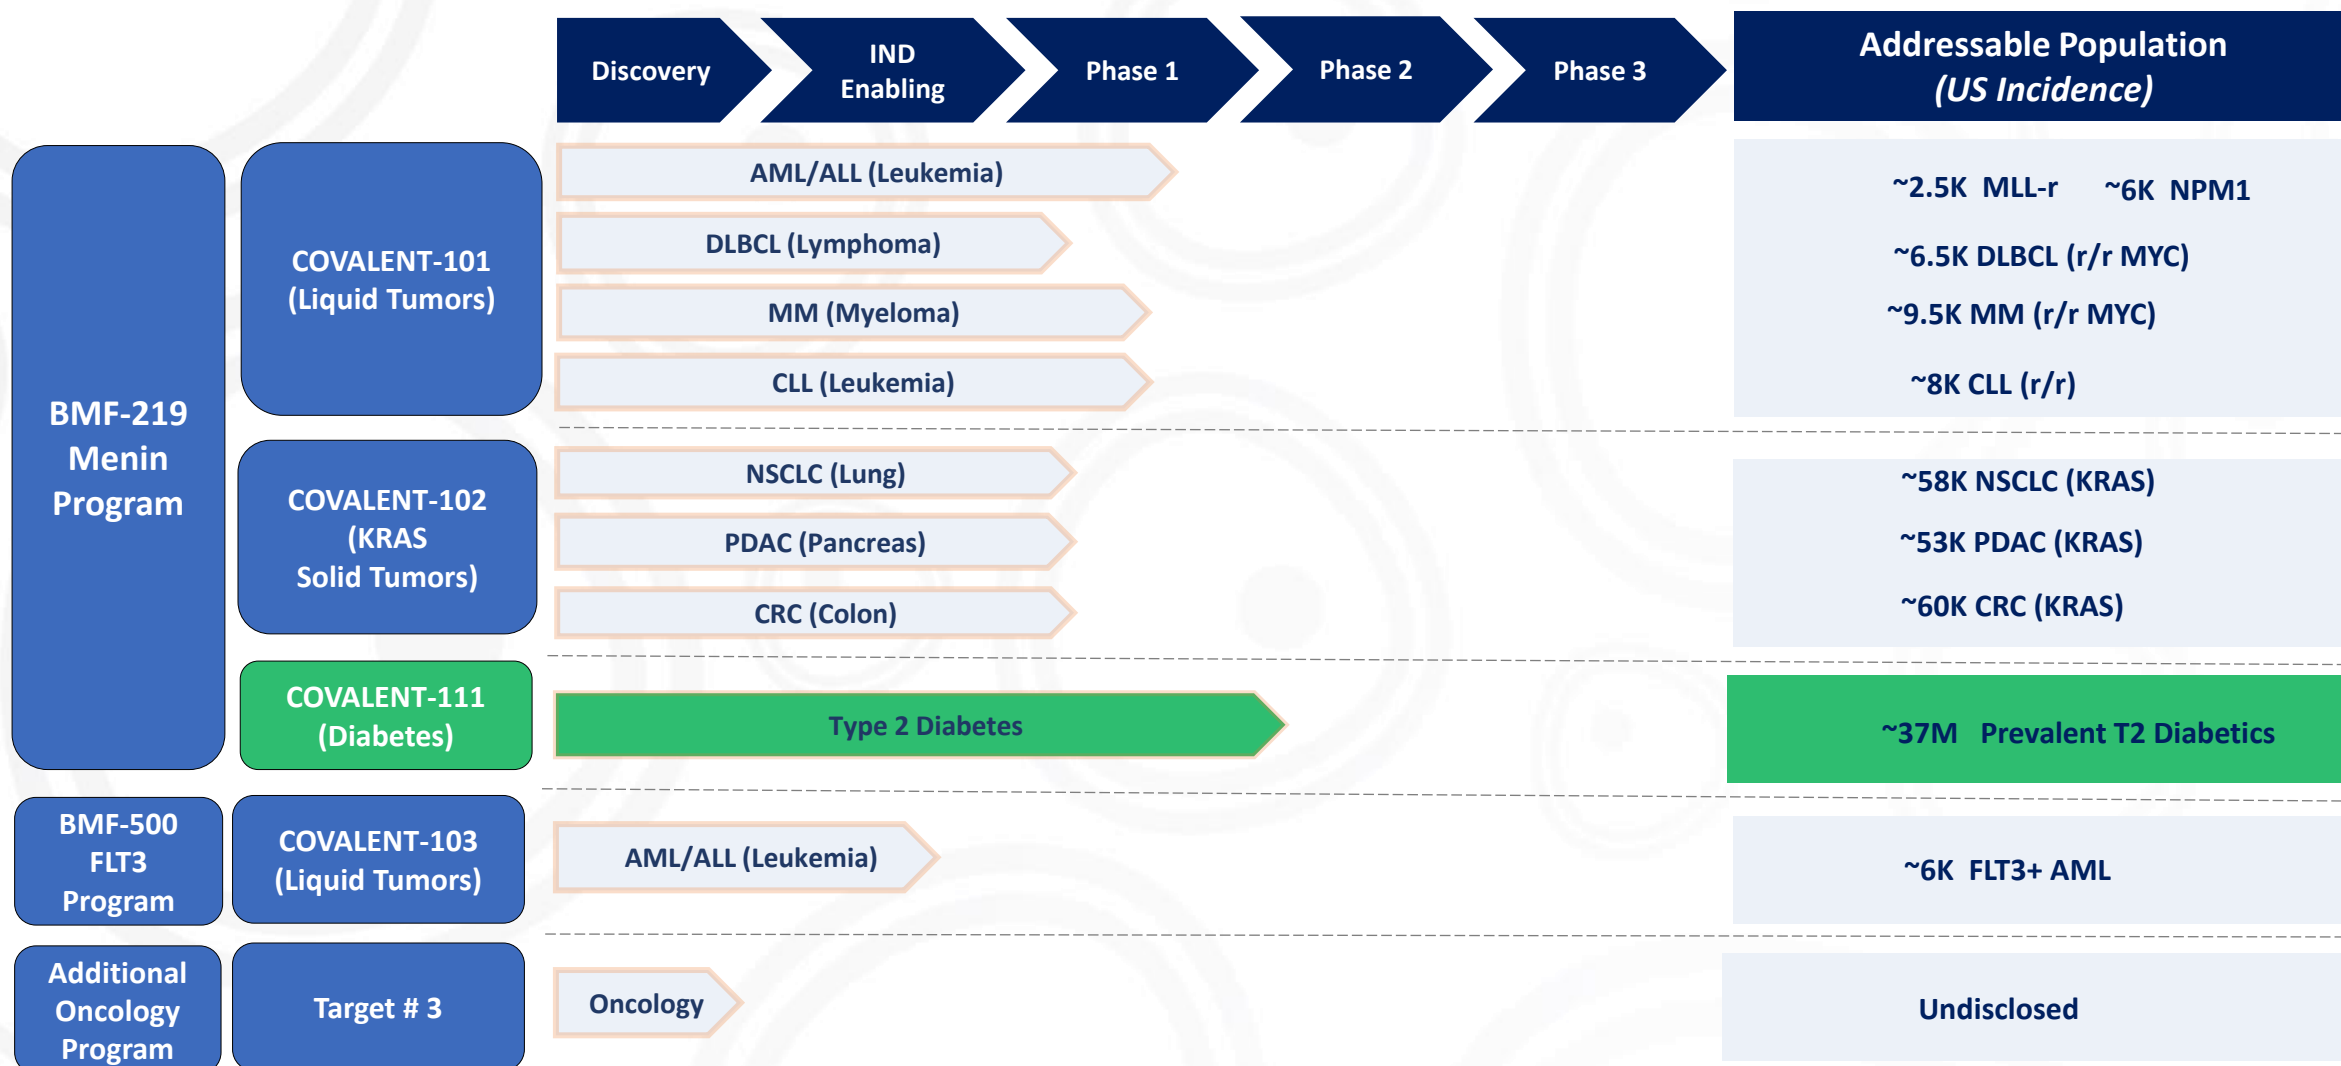 Discovery
IND
Enabling
Phase 1
Phase 2
Phase 3
Addressable Population
(US Incidence)
BMF-219
Menin
Program
COVALENT-101
(Liquid Tumors)
AML/ALL (Leukemia)
~2.5K MLL-r ~6K NPM1
DLBCL (Lymphoma)
~6.5K DLBCL (r/r MYC)
MM (Myeloma)
~9.5K MM (r/r MYC)
CLL (Leukemia)
~8K CLL (r/r)
COVALENT-102
(KRAS
Solid Tumors)
NSCLC (Lung)
~58K NSCLC (KRAS)
PDAC (Pancreas)
~53K PDAC (KRAS)
CRC (Colon)
~60K CRC (KRAS)
COVALENT-111
(Diabetes)
Type 2 Diabetes
~37M Prevalent T2 Diabetics
BMF-500
FLT3
Program
COVALENT-103
(Liquid Tumors)
AML/ALL (Leukemia)
~6K FLT3+ AML
Additional
Oncology
Program
Target # 3
Oncology
Undisclosed